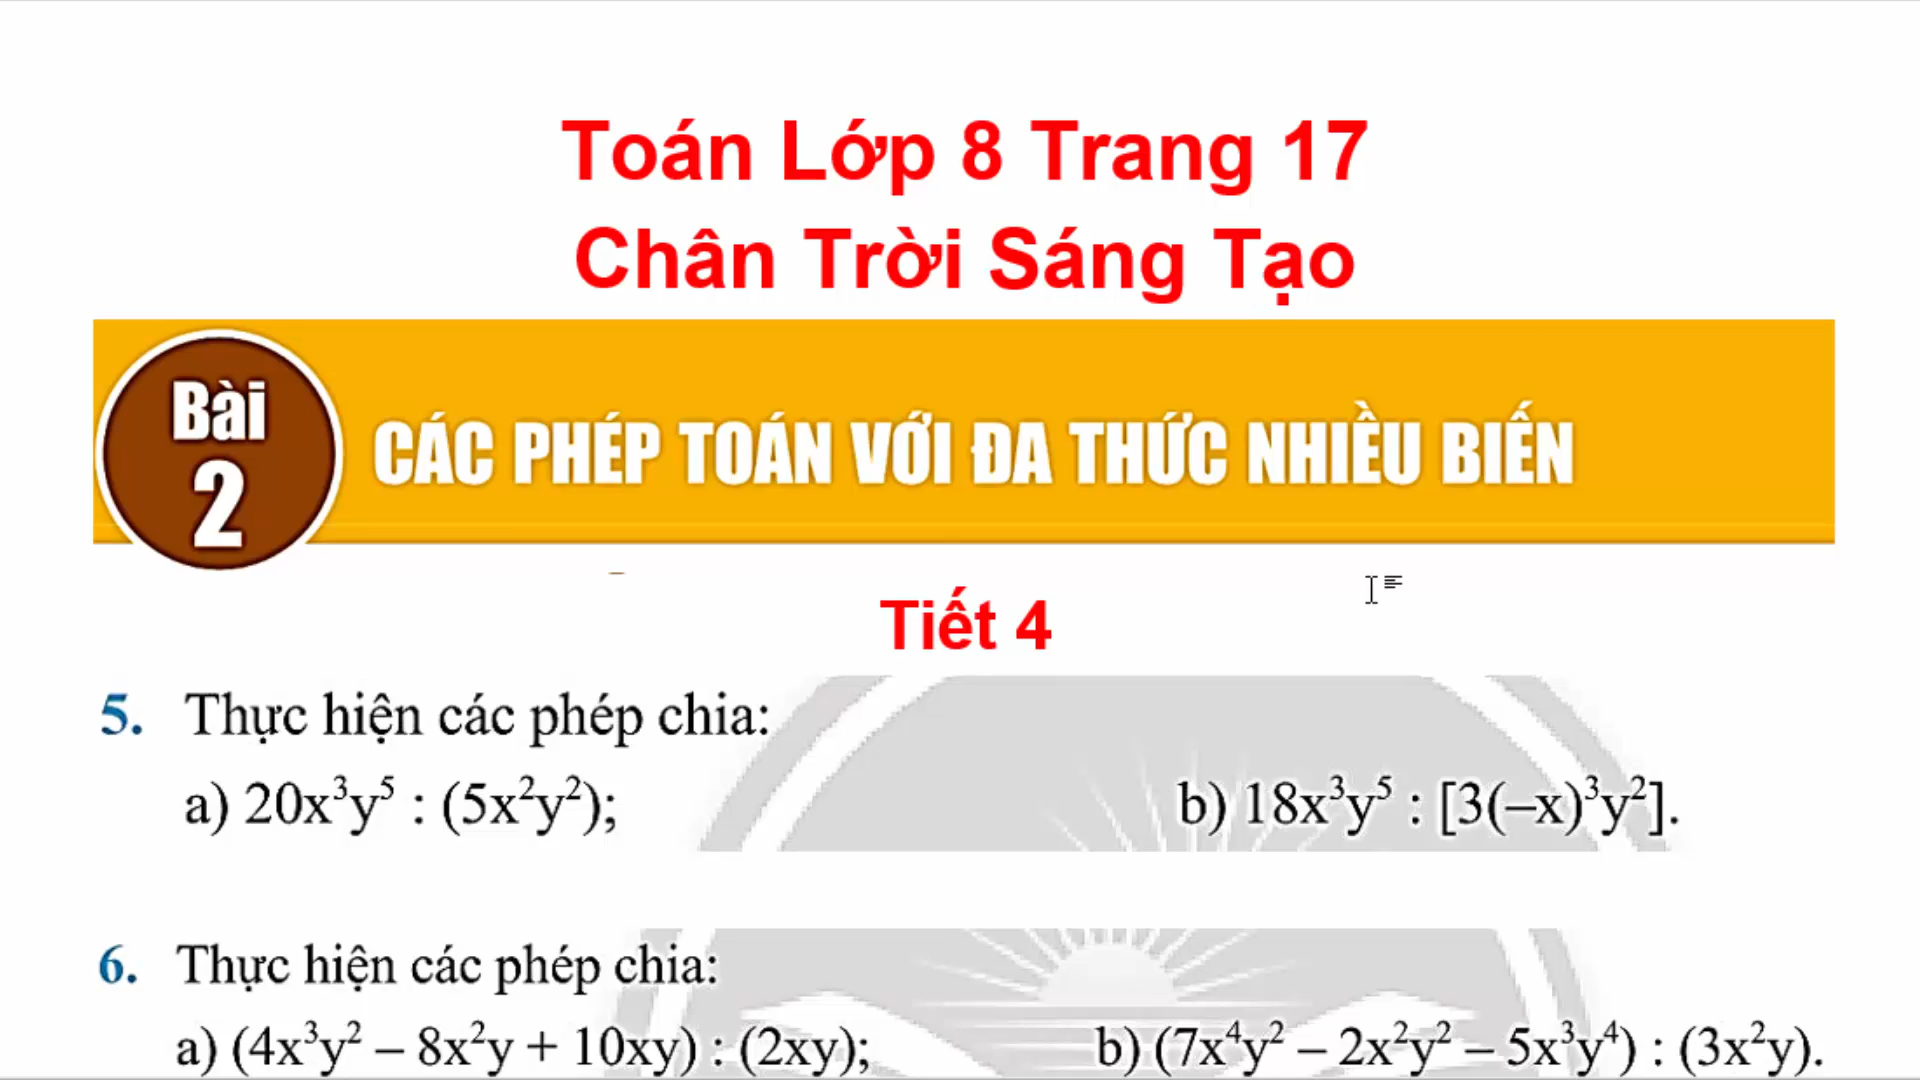 Toán Lớp 8 Trang 17
Chân Trời Sáng Tạo
Bài
2
CÁC PHÉP TOÁN VỚI ĐA THỨC NHIỀU BIẾN
Tiết 4
5. Thực hiện các phép chia:
a) 20x³y⁵ : (5x²y²); b) 18x³y⁵ : [3(–x)³y²].
6. Thực hiện các phép chia:
a) (4x³y² – 8x²y + 10xy) : (2xy); b) (7x⁴y² – 2x²y² – 5x³y⁴) : (3x²y).